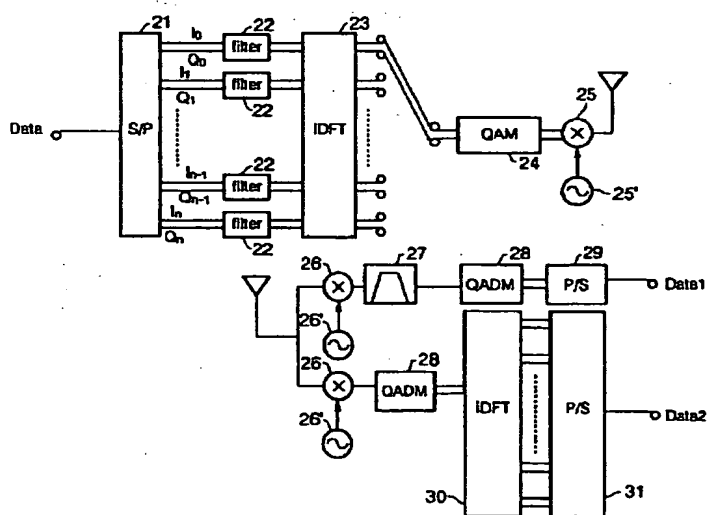 21
22
23
I0
filter
Q0
22
I1
filter
Q1
22
Data
S/P
IDFT
QAM
24
25
25'
22
In-1
filter
Qn-1
In
filter
Qn
22
26
27
28
29
QADM
P/S
Data1
26'
26
28
QADM
IDFT
P/S
Data2
26'
30
31